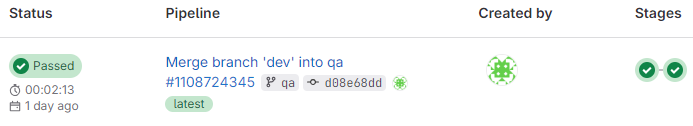 Status Pipeline Created by Stages
Passed
Merge branch 'dev' into qa
#1108724345 qa d08e68dd
00:02:13
1 day ago
latest